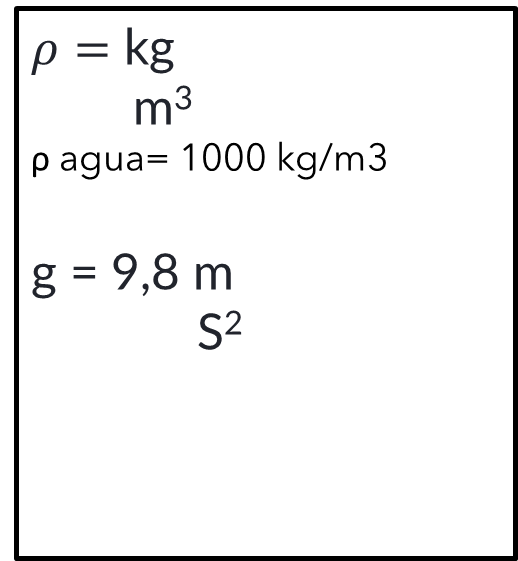 ρ = kg
m³
ρ agua= 1000 kg/m3
g = 9,8 m
S²